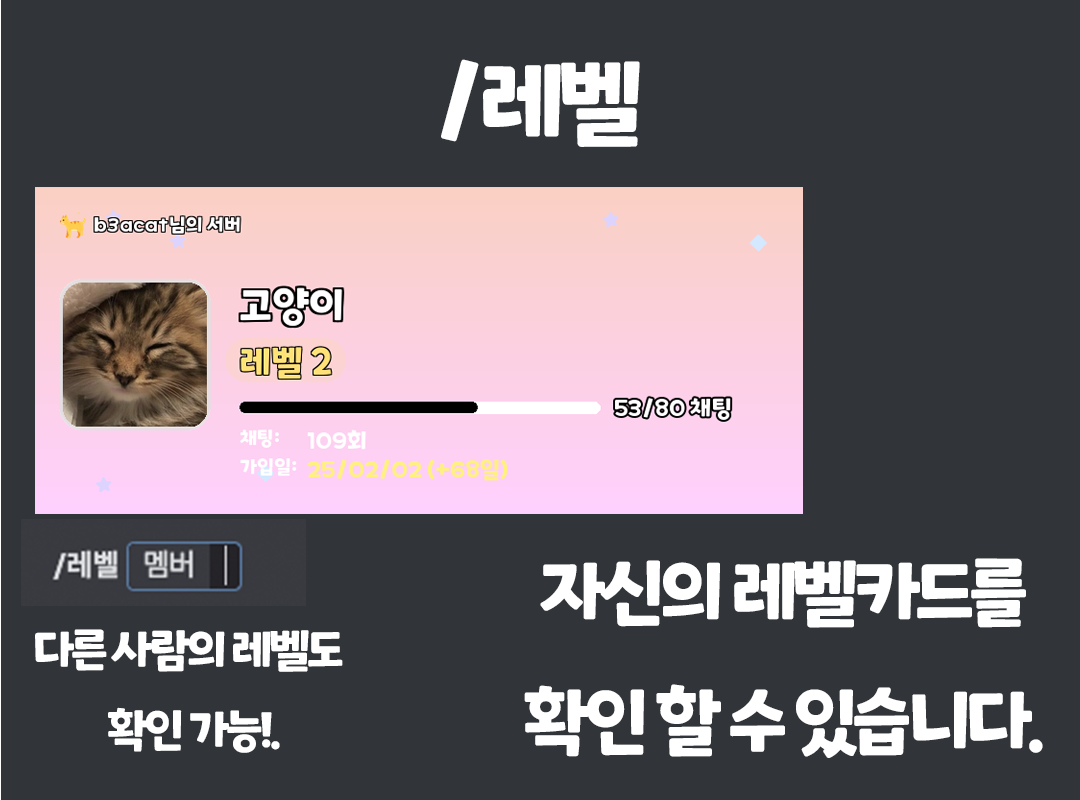 /레벨
b3acat님의 서버
고양이
레벨 2
53/80 채팅
채팅: 109회
가입일: 25/02/02 (+68일)
/레벨 멤버
다른 사람의 레벨도
확인 가능!.
자신의 레벨카드를
확인 할 수 있습니다.